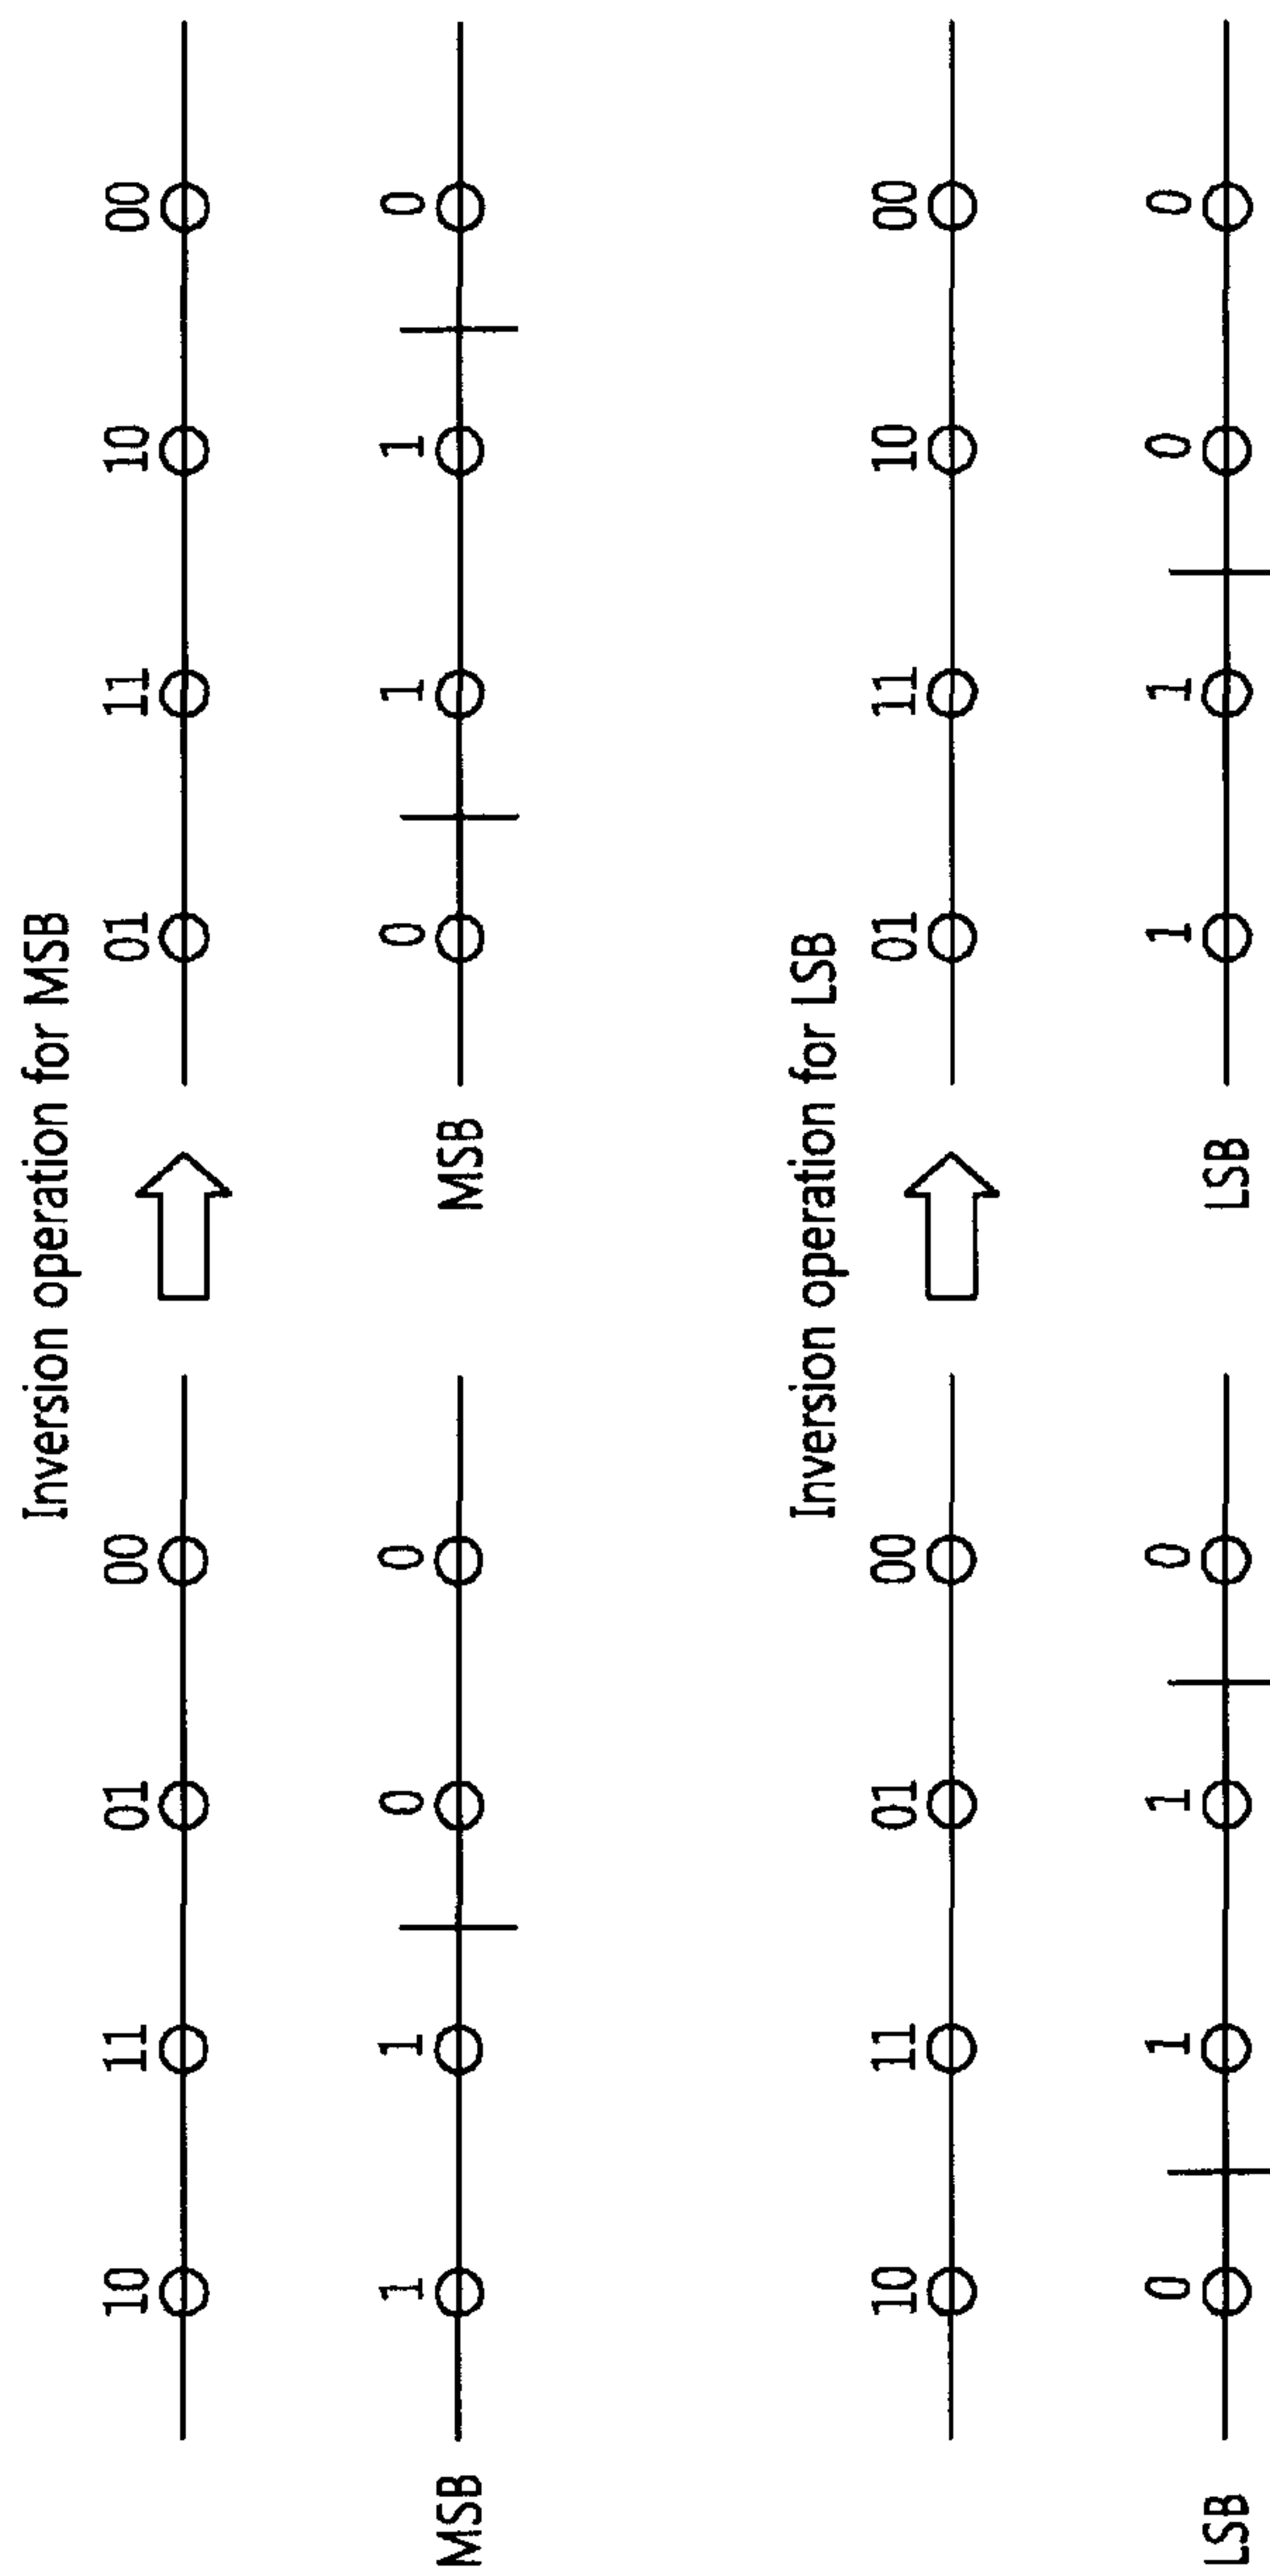 Inversion operation for MSB
10 11 01 00 01 11 10 00
MSB 1 1 0 0 MSB 0 1 1 0
Inversion operation for LSB
10 11 01 00 01 11 10 00
LSB 0 1 1 0 LSB 1 1 0 0